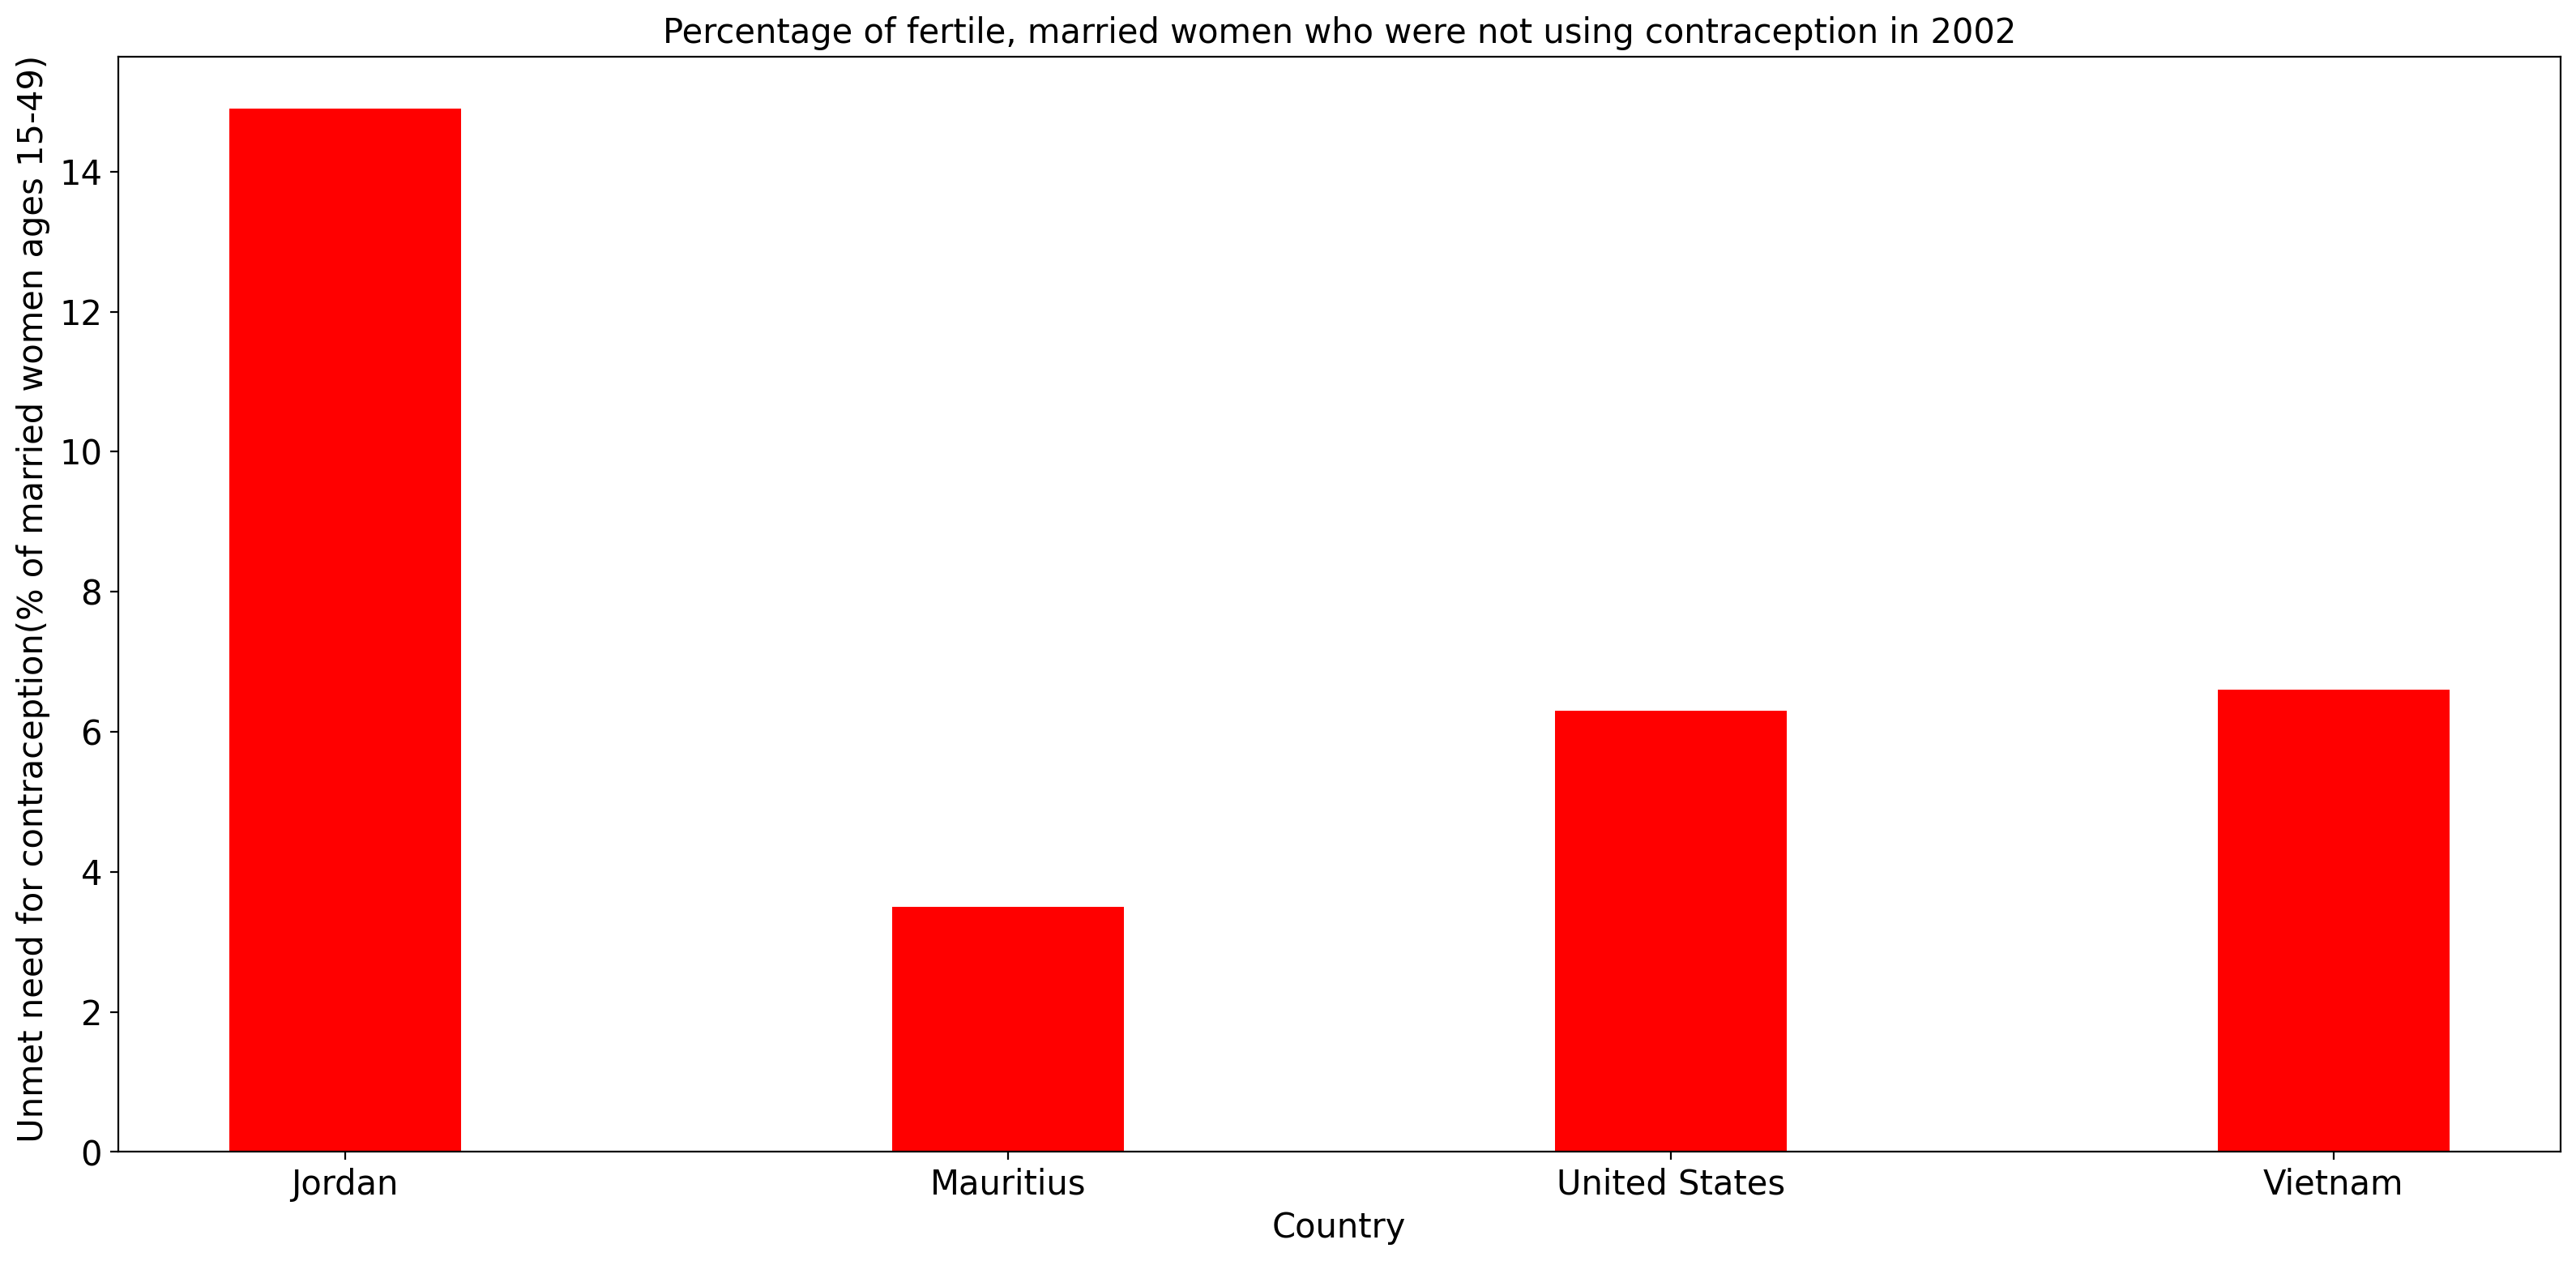 Percentage of fertile, married women who were not using contraception in 2002
Unmet need for contraception(% of married women ages 15-49)
14
12
10
8
6
4
2
0
Jordan
Mauritius
United States
Vietnam
Country